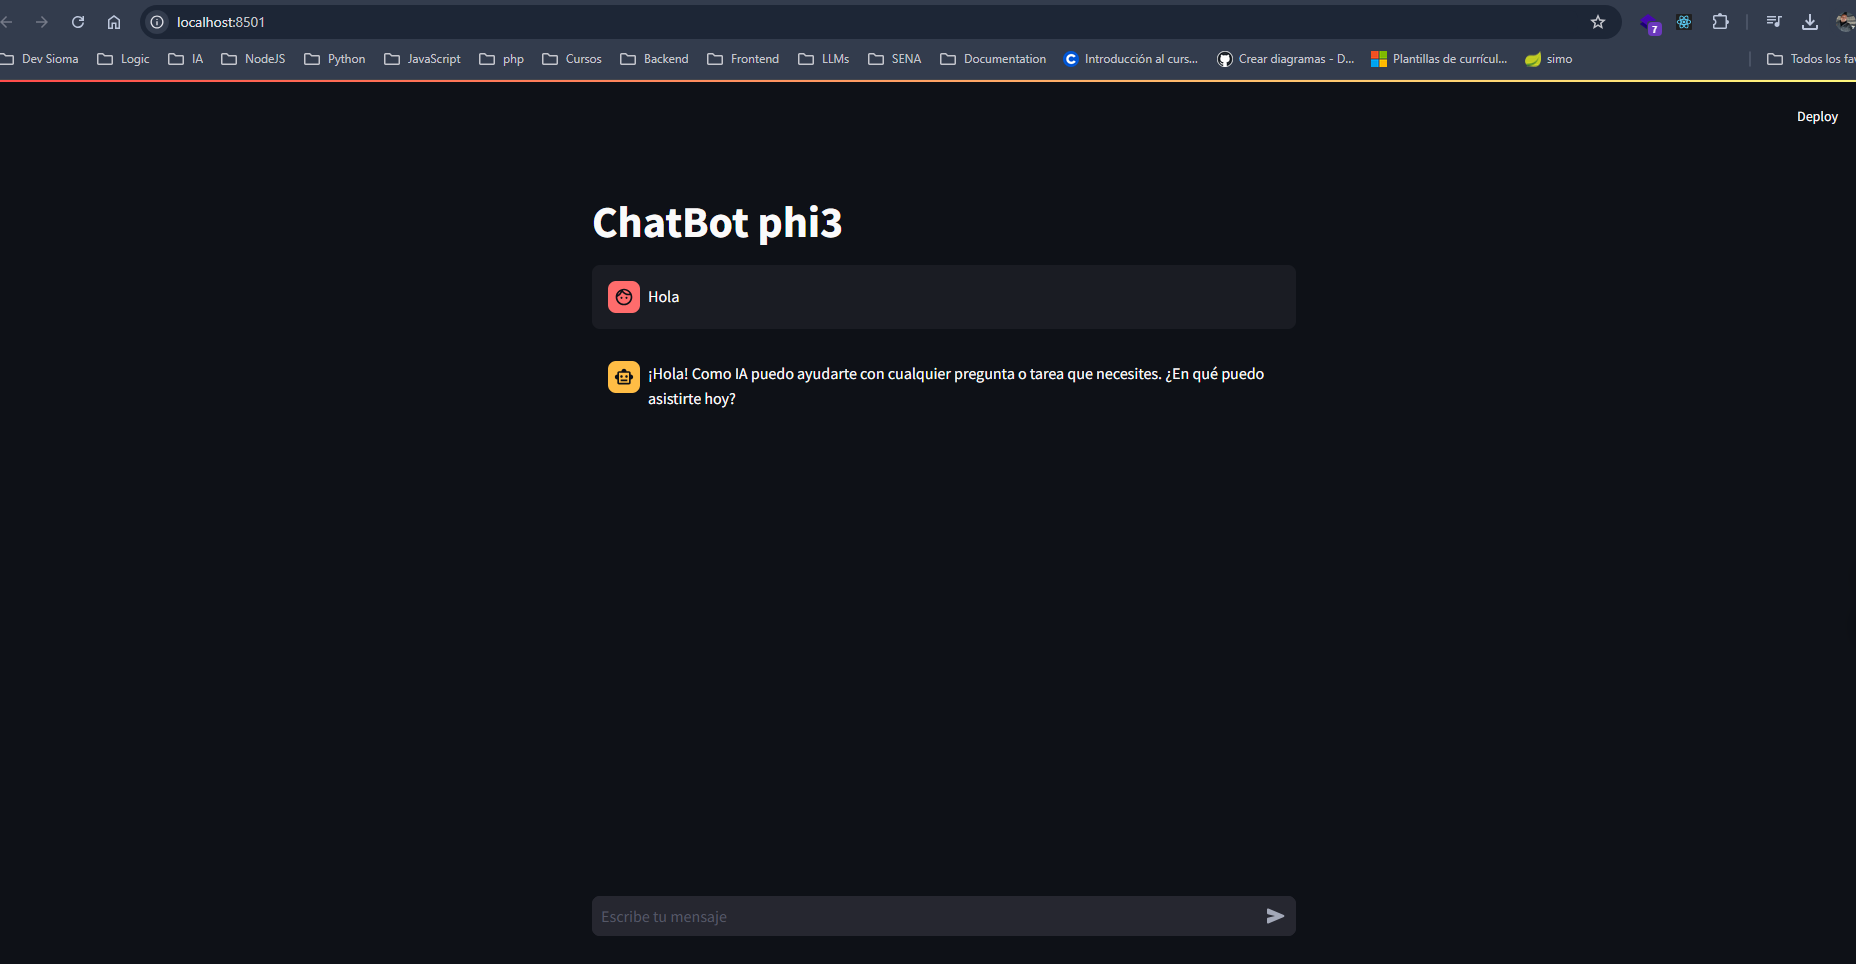 localhost:8501
7
Dev Sioma
Logic
IA
NodeJS
Python
JavaScript
php
Cursos
Backend
Frontend
LLMs
SENA
Documentation
Introducción al curs...
Crear diagramas - D...
Plantillas de currícul...
simo
Todos los fav
Deploy
ChatBot phi3
Hola
¡Hola! Como IA puedo ayudarte con cualquier pregunta o tarea que necesites. ¿En qué puedo
asistirte hoy?
Escribe tu mensaje